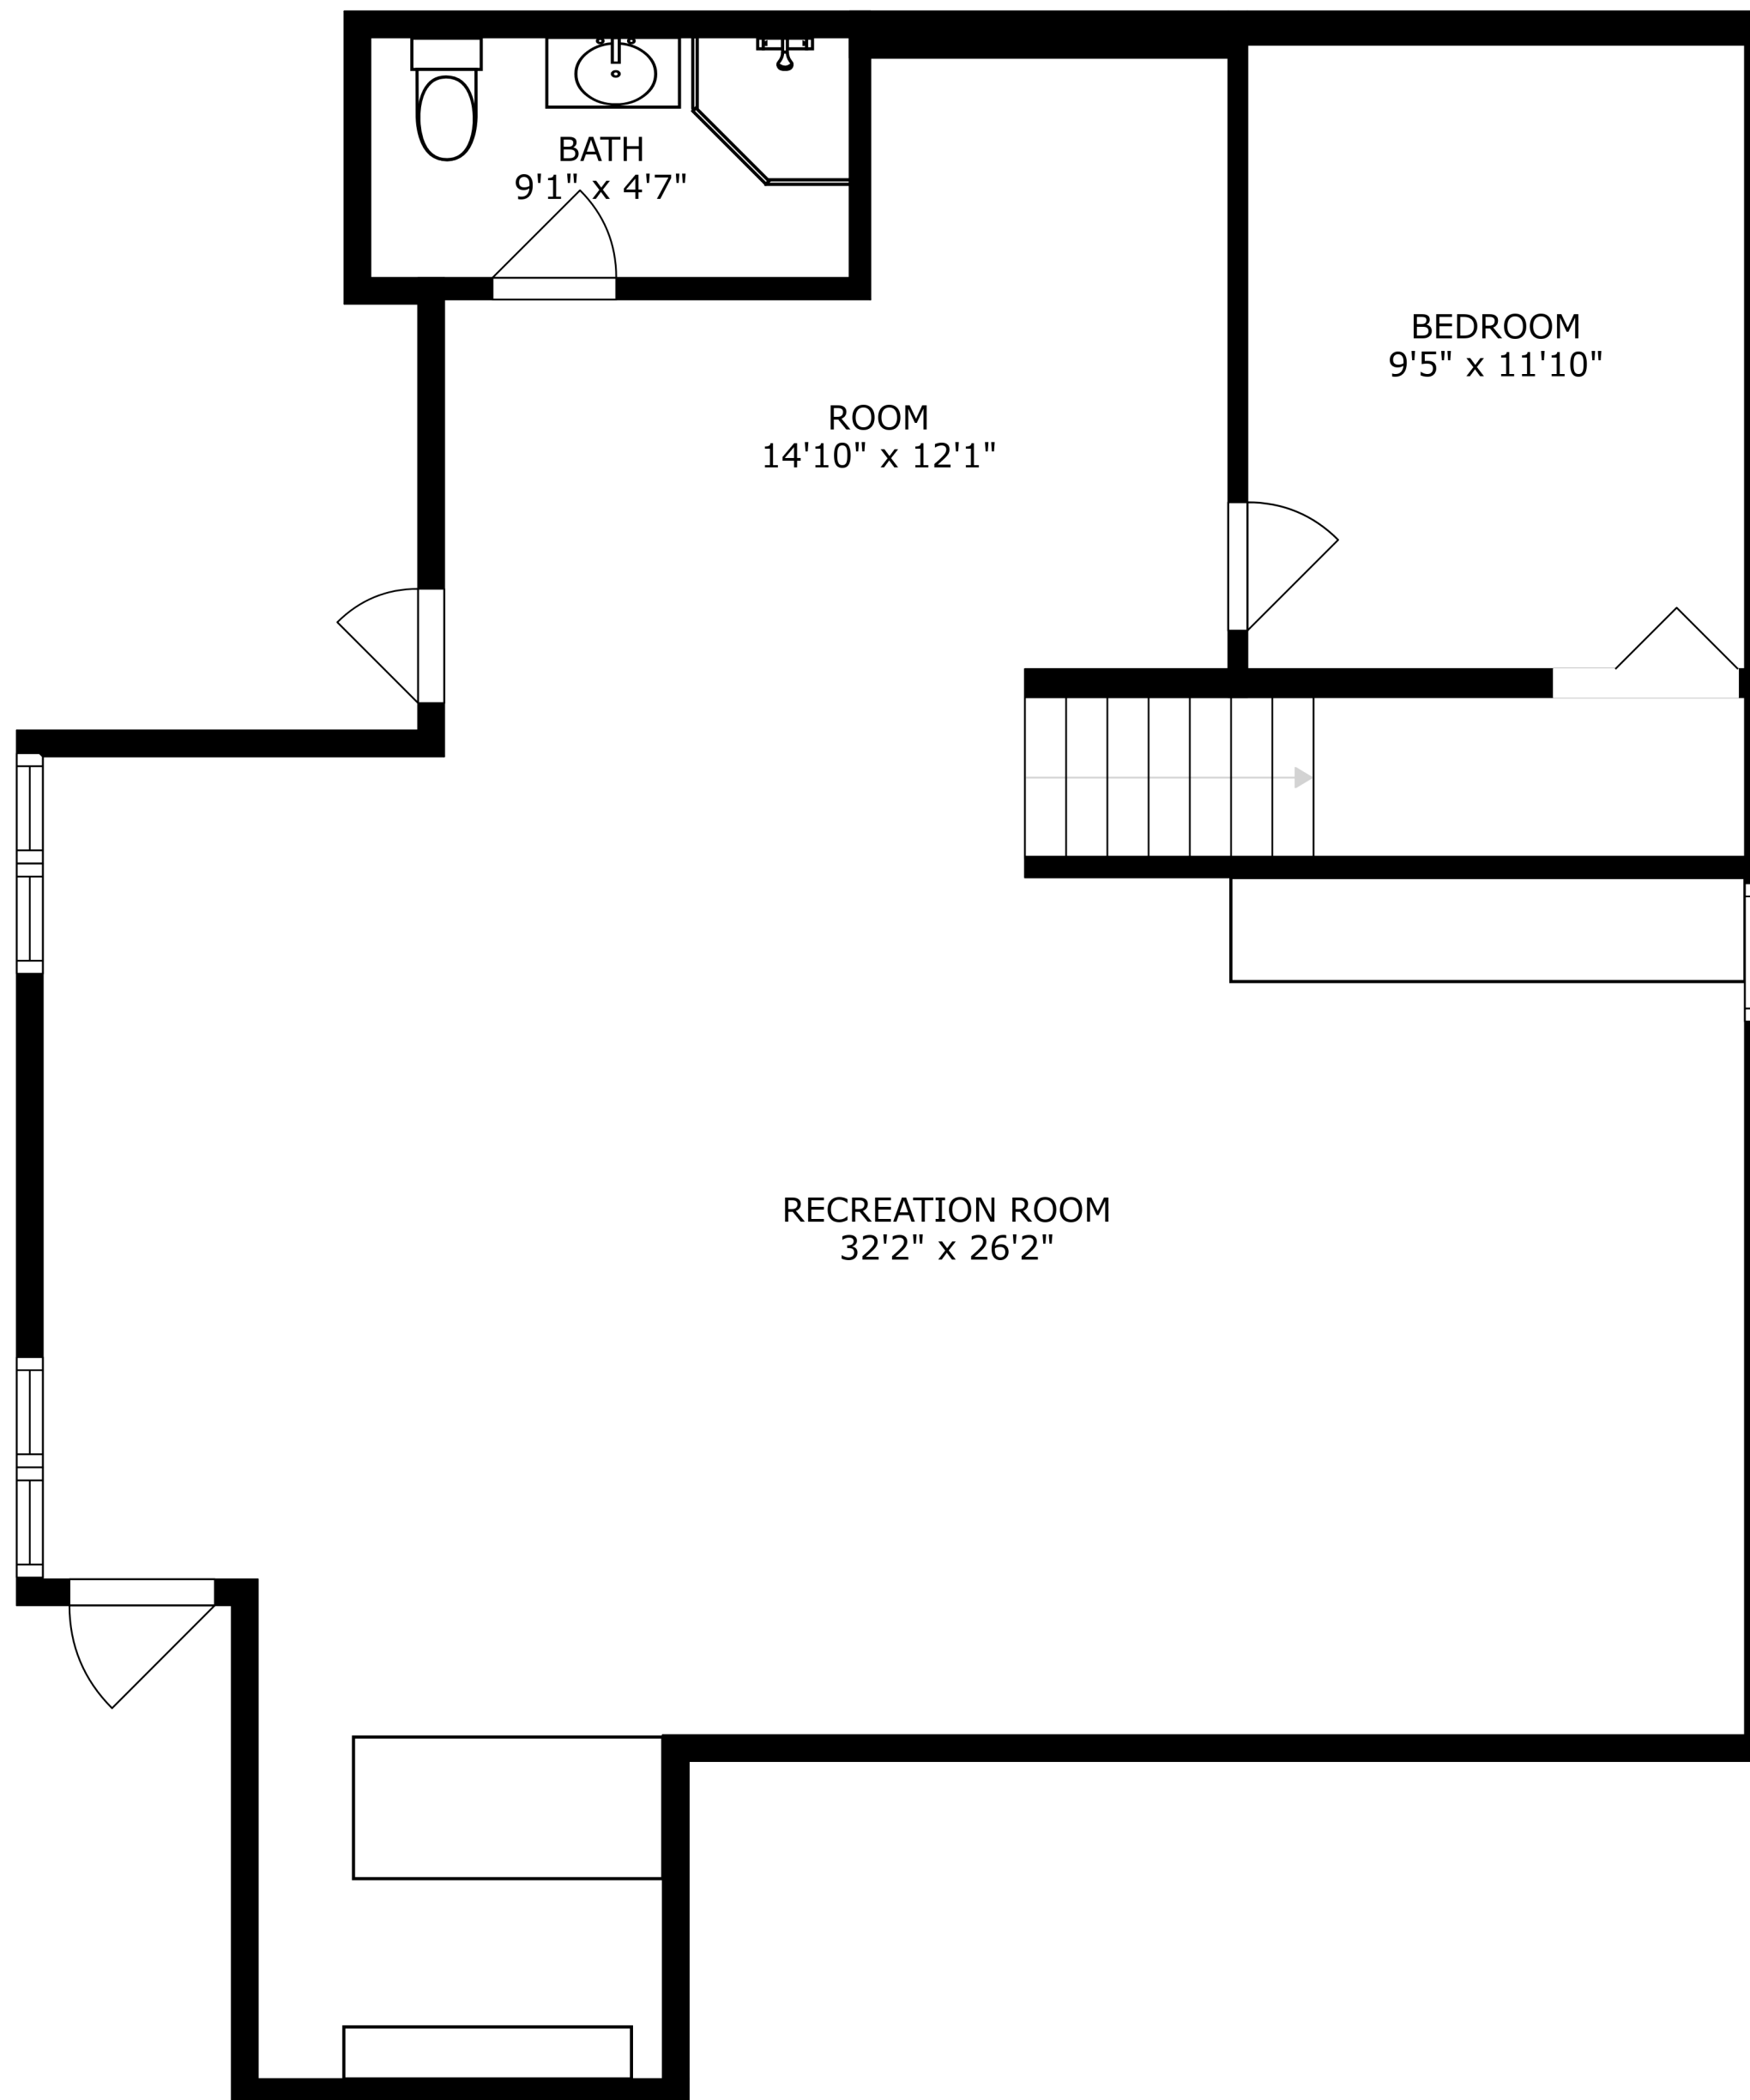 BATH
9'1" x 4'7"
BEDROOM
9'5" x 11'10"
ROOM
14'10" x 12'1"
RECREATION ROOM
32'2" x 26'2"